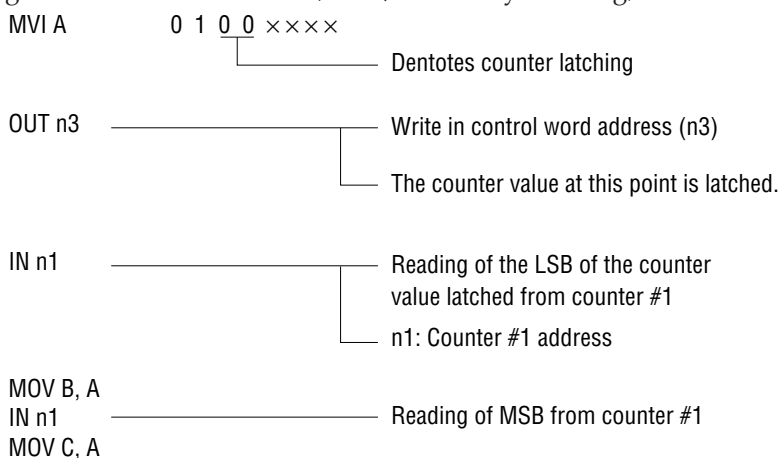 MVI A 0 1 0 0 ××××
Dentotes counter latching
OUT n3 Write in control word address (n3)
The counter value at this point is latched.
IN n1 Reading of the LSB of the counter
value latched from counter #1
n1: Counter #1 address
MOV B, A
IN n1 Reading of MSB from counter #1
MOV C, A